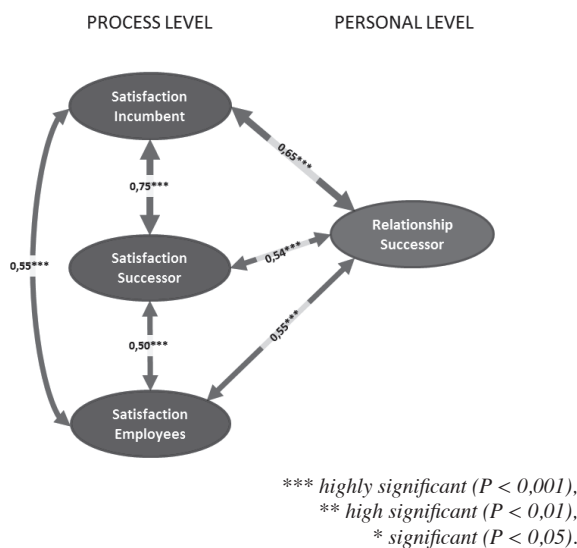 PROCESS LEVEL
PERSONAL LEVEL
Satisfaction
Incumbent
0,65***
0,75***
Relationship
Successor
Satisfaction
Successor
0,54***
0,55***
0,50***
0,55***
Satisfaction
Employees
*** highly significant (P < 0,001),
** high significant (P < 0,01),
* significant (P < 0,05).